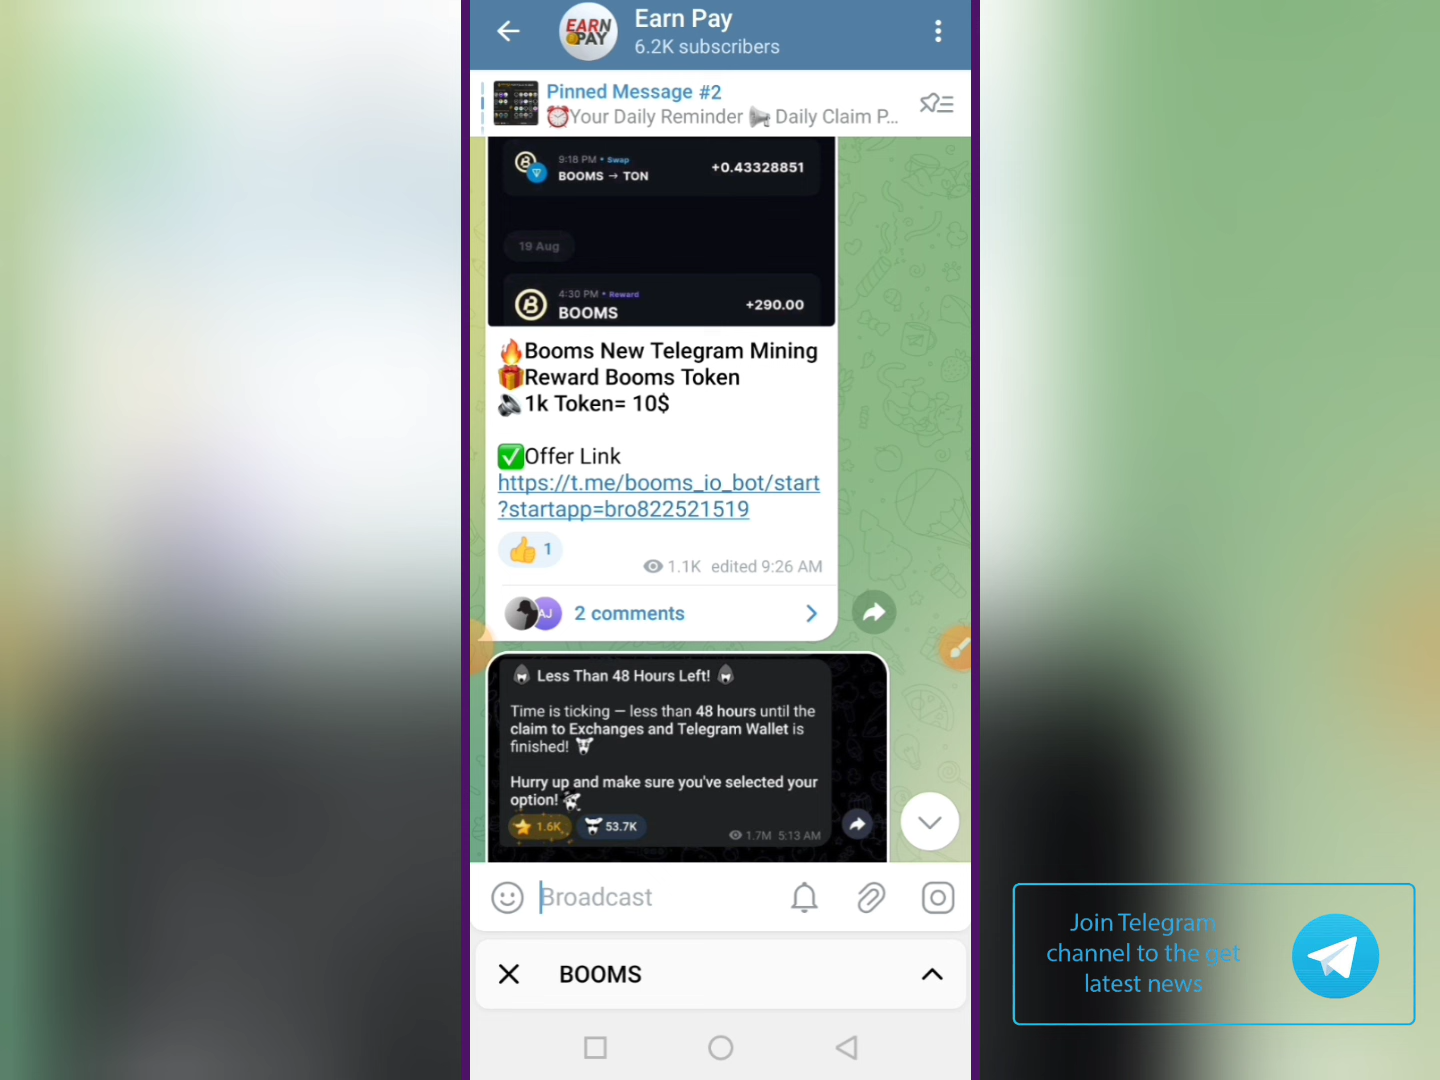 EARN
PAY
Earn Pay
6.2K subscribers
Pinned Message #2
⏰Your Daily Reminder 📢 Daily Claim P...
9:18 PM • Swap
BOOMS → TON
+0.43328851
19 Aug
4:30 PM • Reward
BOOMS
+290.00
🔥Booms New Telegram Mining
🎁Reward Booms Token
🔊1k Token= 10$
✅Offer Link
https://t.me/booms_io_bot/start
?startapp=bro822521519
👍 1
1.1K edited 9:26 AM
AJ
2 comments
Less Than 48 Hours Left!
Time is ticking — less than 48 hours until the
claim to Exchanges and Telegram Wallet is
finished!
Hurry up and make sure you've selected your
option!
1.6K
53.7K
1.7M 5:13 AM
Broadcast
BOOMS
Join Telegram
channel to the get
latest news